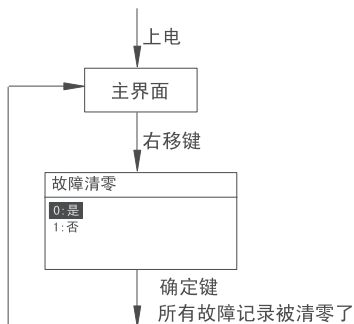 上电
主界面
右移键
故障清零
0:是
1:否
确定键
所有故障记录被清零了